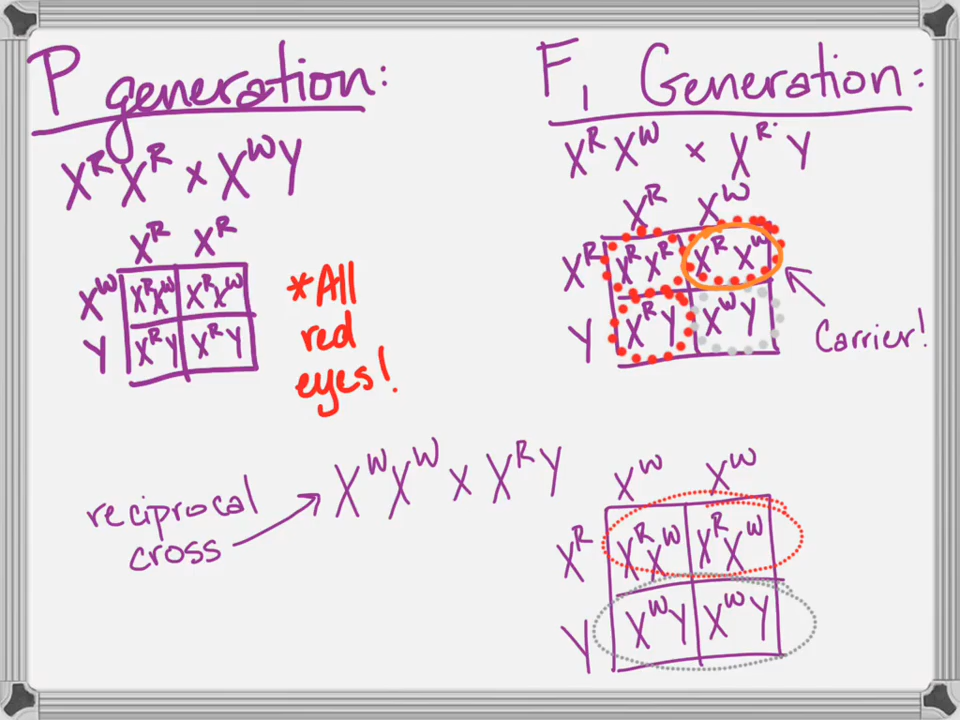 P generation:
X^R X^R × X^W Y
X^R X^R
X^W X^R X^W X^R X^W
Y X^R Y X^R Y
*All
red
eyes!
F₁ Generation:
X^R X^W × X^R Y
X^R X^W
X^R X^R X^R X^R X^W
Y X^R Y X^W Y
Carrier!
reciprocal
cross
X^W X^W × X^R Y
X^W X^W
X^R X^R X^W X^R X^W
Y X^W Y X^W Y